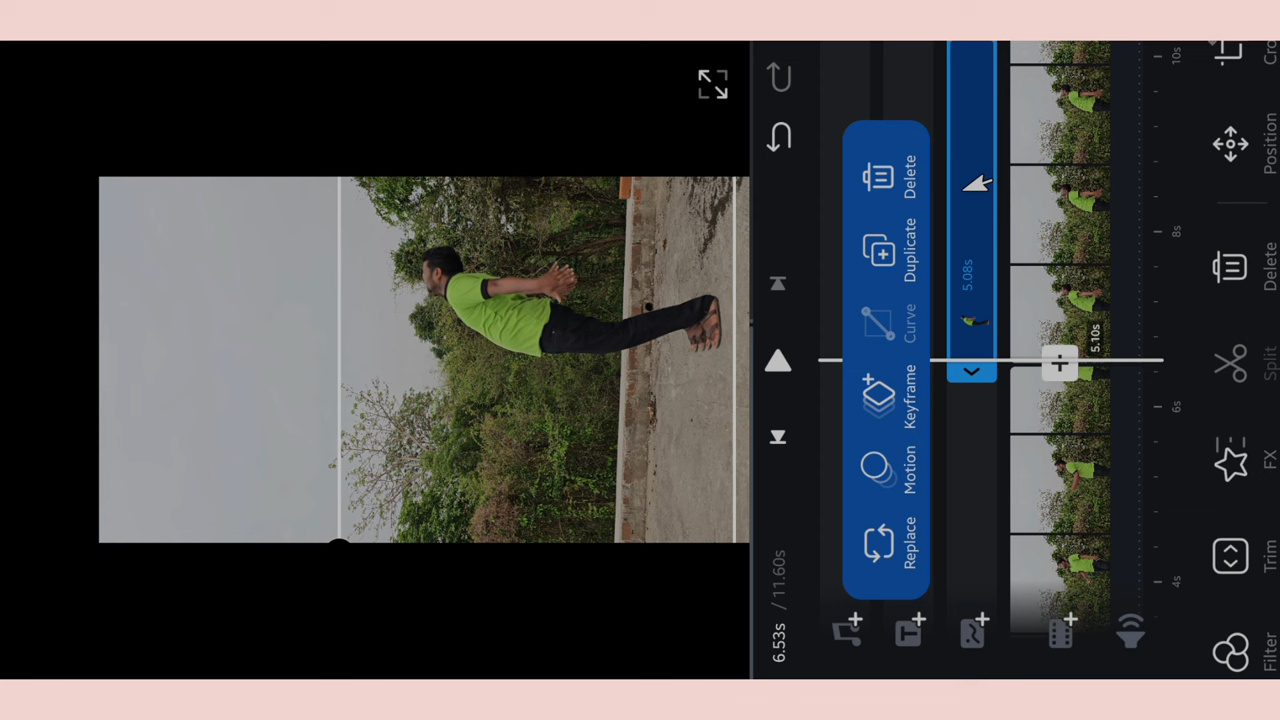 6.53s / 11.60s
Replace
Motion
Keyframe
Curve
Duplicate
Delete
T
5.08s
5.10s
4s
6s
8s
10s
Filter
Trim
FX
Split
Delete
Position